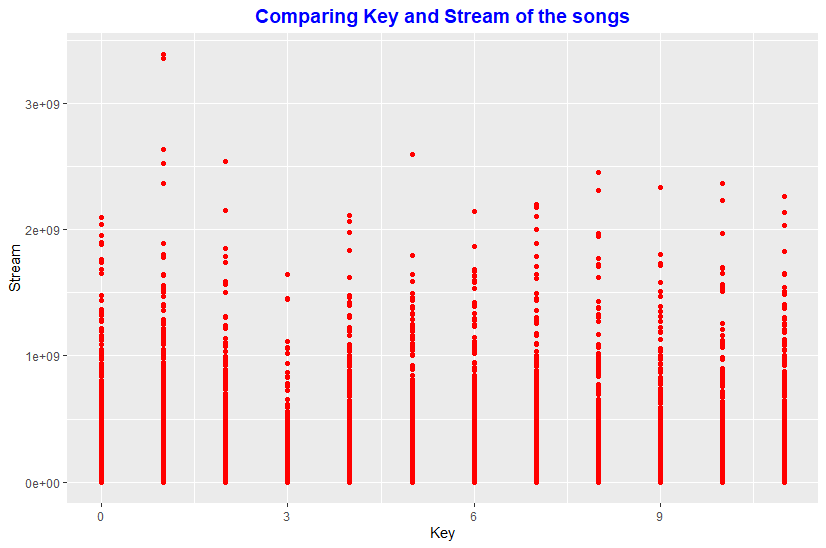 Comparing Key and Stream of the songs
3e+09
2e+09
1e+09
0e+00
Stream
0
3
6
9
Key